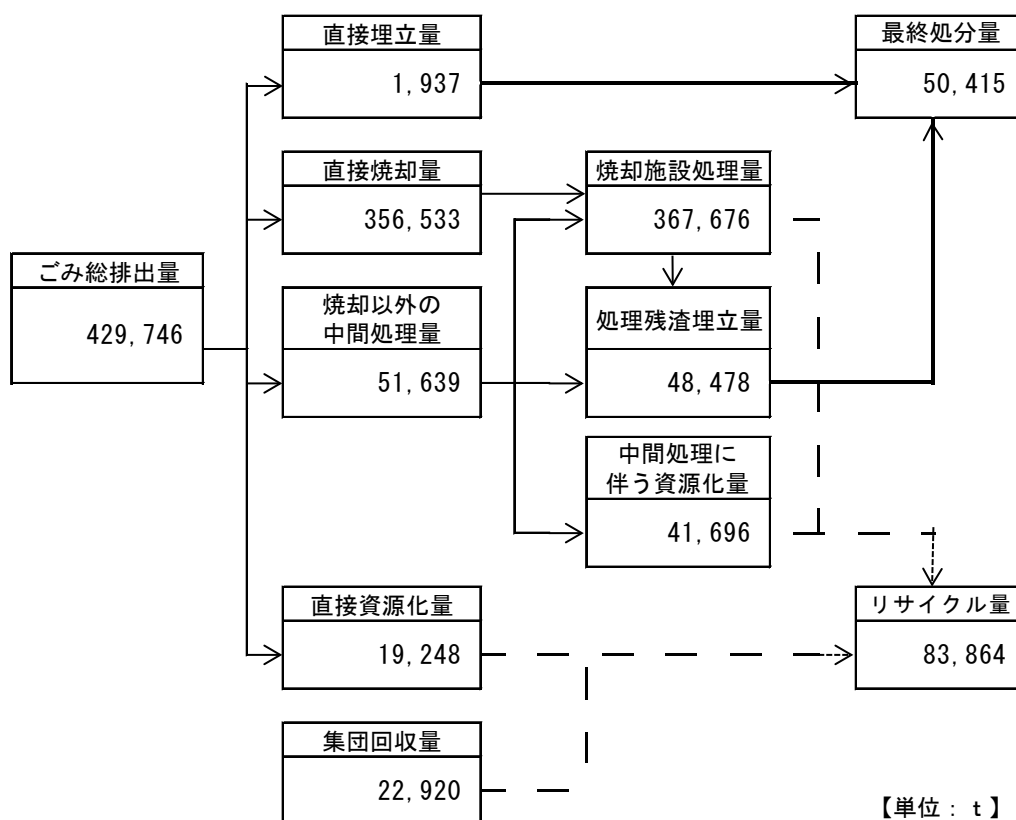 直接埋立量
1,937
最終処分量
50,415
直接焼却量
356,533
焼却施設処理量
367,676
ごみ総排出量
429,746
焼却以外の
中間処理量
51,639
処理残渣埋立量
48,478
中間処理に
伴う資源化量
41,696
直接資源化量
19,248
リサイクル量
83,864
集団回収量
22,920
【単位：ｔ】